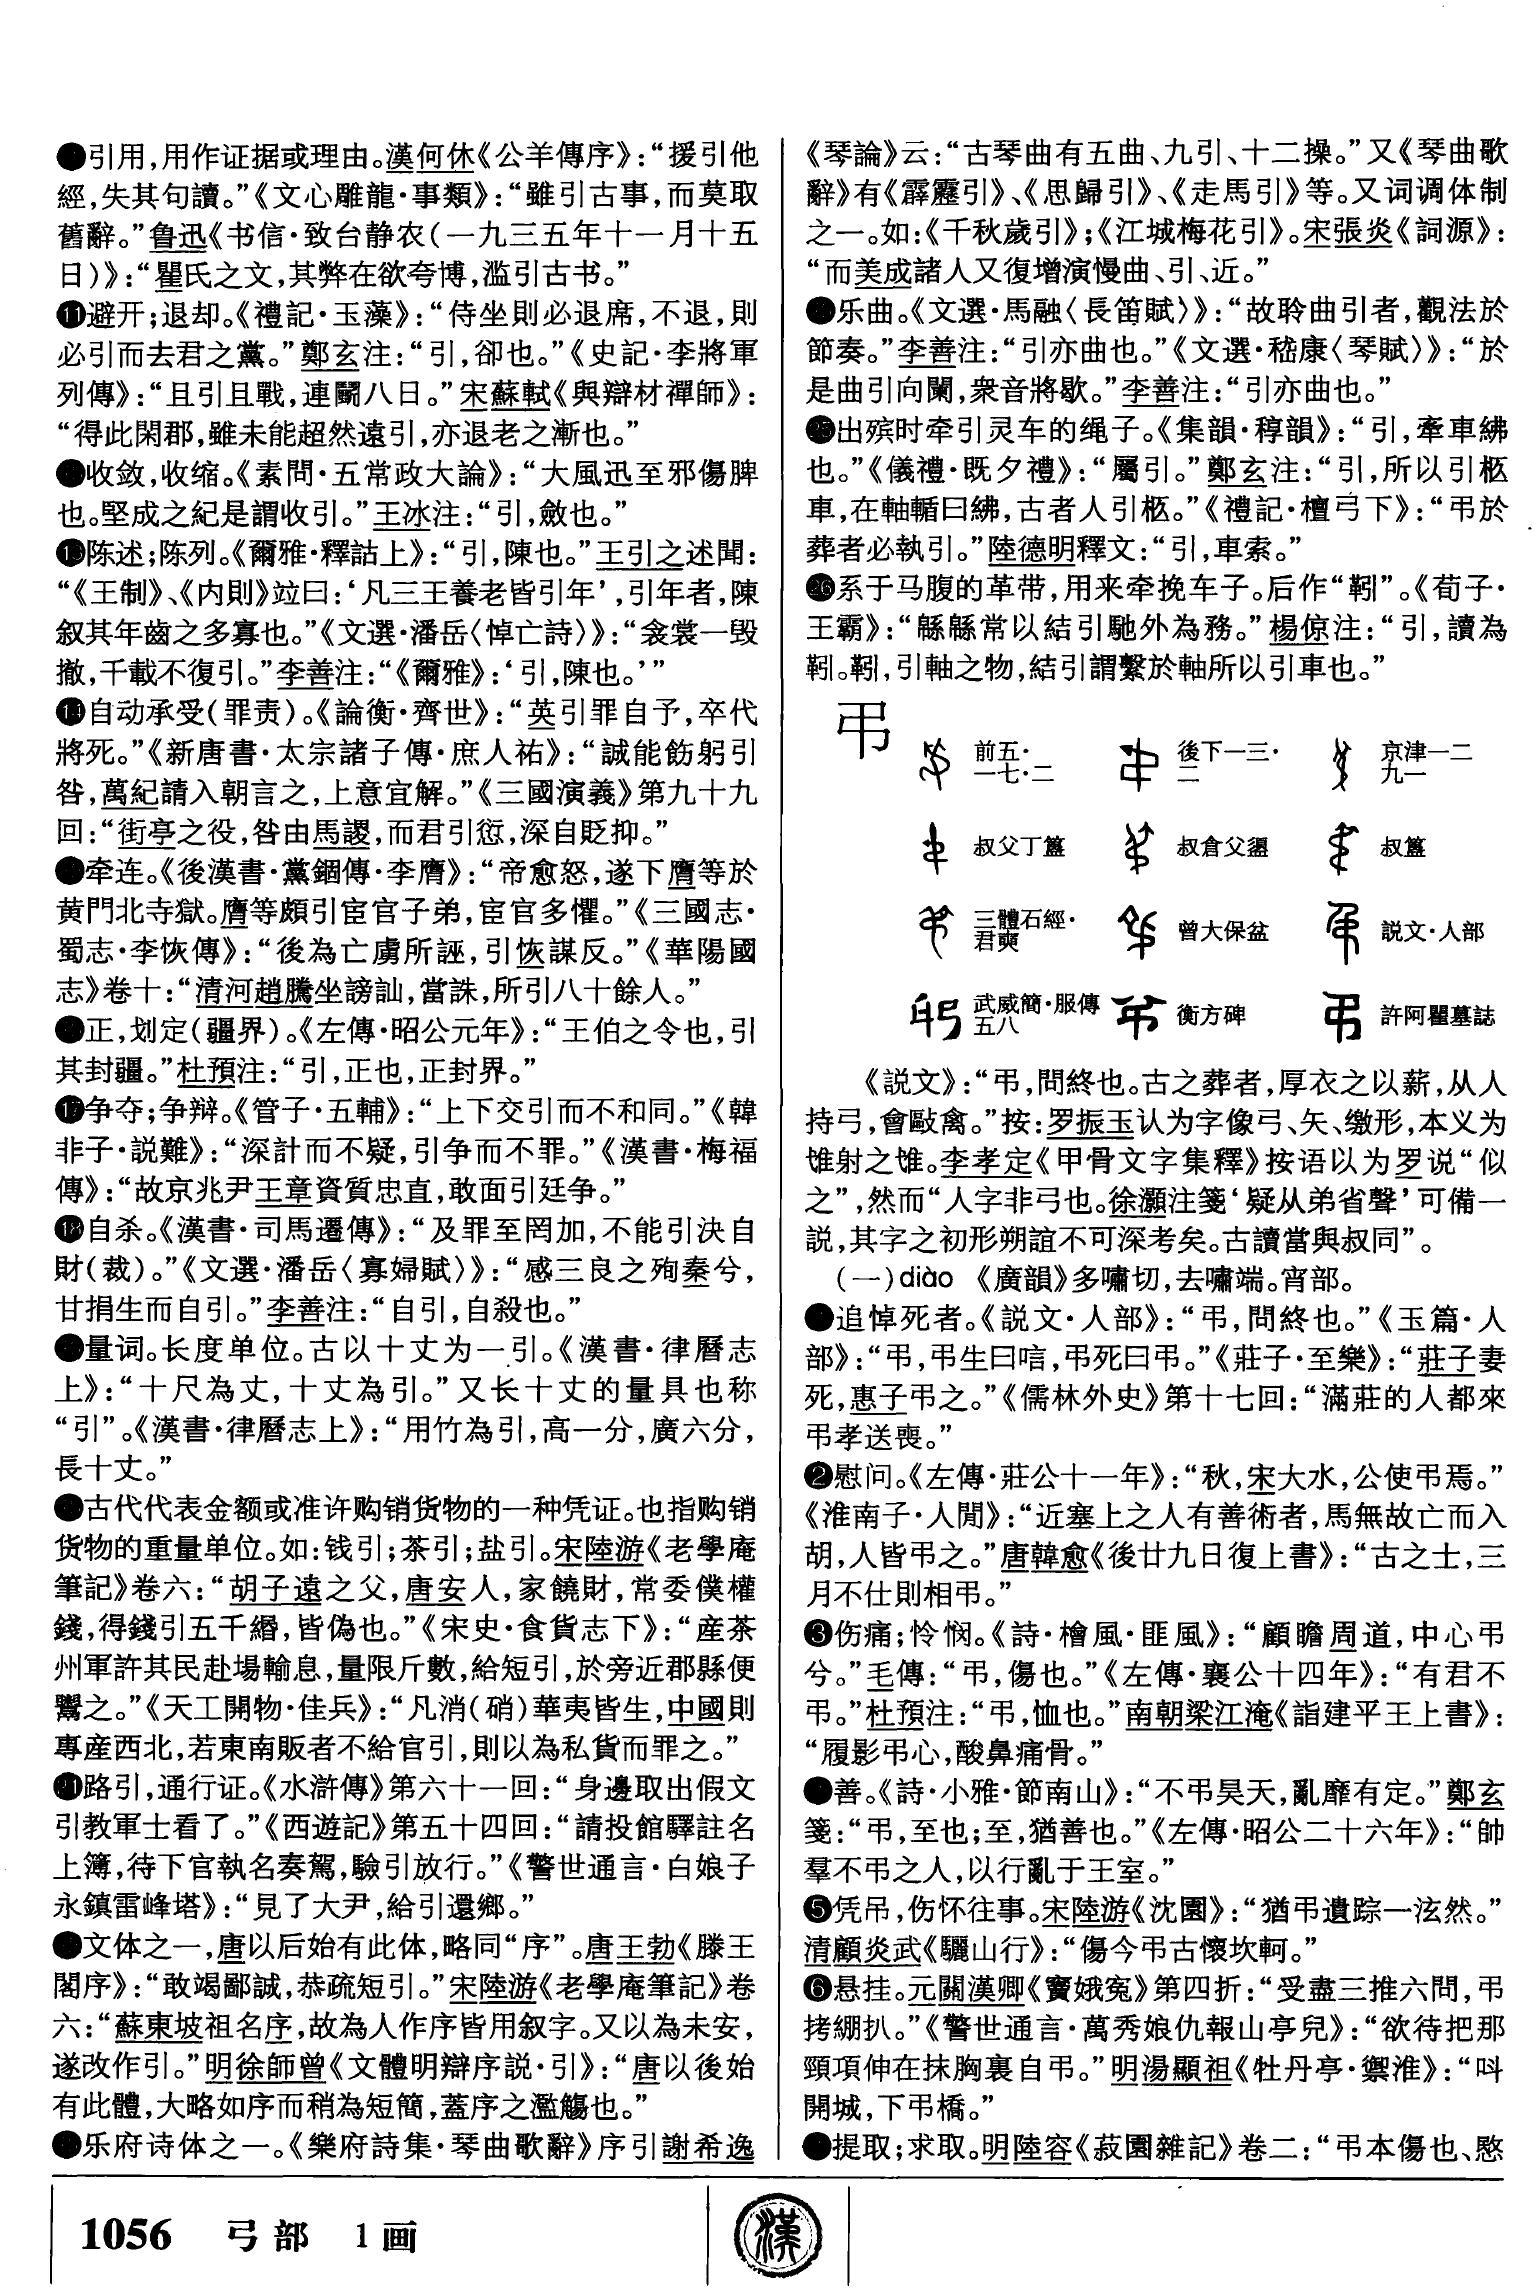 引用，用作证据或理由。漢何休《公羊傳序》：“援引他
經，失其句讀。”《文心雕龍·事類》：“雖引古事，而莫取
舊辭。”鲁迅《书信·致台静农（一九三五年十一月十五
日）》：“瞿氏之文，其弊在欲夸博，滥引古书。”
⓫避开；退却。《禮記·玉藻》：“侍坐則必退席，不退，則
必引而去君之黨。”鄭玄注：“引，卻也。”《史記·李將軍
列傳》：“且引且戰，連鬭八日。”宋蘇軾《與辯材禪師》：
“得此閑郡，雖未能超然遠引，亦退老之漸也。”
收敛，收缩。《素問·五常政大論》：“大風迅至邪傷脾
也。堅成之紀是謂收引。”王冰注：“引，斂也。”
⓭陈述；陈列。《爾雅·釋詁上》：“引，陳也。”王引之述聞：
“《王制》、《内則》竝曰：‘凡三王養老皆引年’，引年者，陳
叙其年齒之多寡也。”《文選·潘岳〈悼亡詩〉》：“衾裳一毁
撤，千載不復引。”李善注：“《爾雅》：‘引，陳也。’”
⓮自动承受（罪责）。《論衡·齊世》：“英引罪自予，卒代
將死。”《新唐書·太宗諸子傳·庶人祐》：“誠能飭躬引
咎，萬紀請入朝言之，上意宜解。”《三國演義》第九十九
回：“街亭之役，咎由馬謖，而君引愆，深自貶抑。”
牵连。《後漢書·黨錮傳·李膺》：“帝愈怒，遂下膺等於
黄門北寺獄。膺等頗引宦官子弟，宦官多懼。”《三國志·
蜀志·李恢傳》：“後為亡虜所誣，引恢謀反。”《華陽國
志》卷十：“清河趙騰坐謗訕，當誅，所引八十餘人。”
正，划定（疆界）。《左傳·昭公元年》：“王伯之令也，引
其封疆。”杜預注：“引，正也，正封界。”
⓱争夺；争辩。《管子·五輔》：“上下交引而不和同。”《韓
非子·説難》：“深計而不疑，引争而不罪。”《漢書·梅福
傳》：“故京兆尹王章資質忠直，敢面引廷争。”
⓲自杀。《漢書·司馬遷傳》：“及罪至罔加，不能引決自
財（裁）。”《文選·潘岳〈寡婦賦〉》：“感三良之殉秦兮，
甘捐生而自引。”李善注：“自引，自殺也。”
量词。长度单位。古以十丈为一引。《漢書·律曆志
上》：“十尺為丈，十丈為引。”又长十丈的量具也称
“引”。《漢書·律曆志上》：“用竹為引，高一分，廣六分，
長十丈。”
古代代表金额或准许购销货物的一种凭证。也指购销
货物的重量单位。如：钱引；茶引；盐引。宋陸游《老學庵
筆記》卷六：“胡子遠之父，唐安人，家饒財，常委僕權
錢，得錢引五千緡，皆偽也。”《宋史·食貨志下》：“産茶
州軍許其民赴場輸息，量限斤數，給短引，於旁近郡縣便
鬻之。”《天工開物·佳兵》：“凡消（硝）華夷皆生，中國則
專産西北，若東南販者不給官引，則以為私貨而罪之。”
㉑路引，通行证。《水滸傳》第六十一回：“身邊取出假文
引教軍士看了。”《西遊記》第五十四回：“請投館驛註名
上簿，待下官執名奏駕，驗引放行。”《警世通言·白娘子
永鎮雷峰塔》：“見了大尹，給引還鄉。”
文体之一，唐以后始有此体，略同“序”。唐王勃《滕王
閣序》：“敢竭鄙誠，恭疏短引。”宋陸游《老學庵筆記》卷
六：“蘇東坡祖名序，故為人作序皆用叙字。又以為未安，
遂改作引。”明徐師曾《文體明辯序説·引》：“唐以後始
有此體，大略如序而稍為短簡，蓋序之濫觴也。”
乐府诗体之一。《樂府詩集·琴曲歌辭》序引謝希逸
《琴論》云：“古琴曲有五曲、九引、十二操。”又《琴曲歌
辭》有《霹靂引》、《思歸引》、《走馬引》等。又词调体制
之一。如：《千秋歲引》；《江城梅花引》。宋張炎《詞源》：
“而美成諸人又復增演慢曲、引、近。”
乐曲。《文選·馬融〈長笛賦〉》：“故聆曲引者，觀法於
節奏。”李善注：“引亦曲也。”《文選·嵇康〈琴賦〉》：“於
是曲引向闌，衆音將歇。”李善注：“引亦曲也。”
㉕出殡时牵引灵车的绳子。《集韻·稕韻》：“引，牽車紼
也。”《儀禮·既夕禮》：“屬引。”鄭玄注：“引，所以引柩
車，在軸輴曰紼，古者人引柩。”《禮記·檀弓下》：“弔於
葬者必執引。”陸德明釋文：“引，車索。”
㉖系于马腹的革带，用来牵挽车子。后作“靷”。《荀子·
王霸》：“緜緜常以結引馳外為務。”楊倞注：“引，讀為
靷。靷，引軸之物，結引謂繫於軸所以引車也。”
弔
前五·一七·二 後下一三·二 京津一二九一
叔父丁簋 叔倉父盨 叔簋
三體石經·君奭 曾大保盆 説文·人部
武威簡·服傳五八 衡方碑 許阿瞿墓誌
《説文》：“弔，問終也。古之葬者，厚衣之以薪，从人
持弓，會敺禽。”按：罗振玉认为字像弓、矢、缴形，本义为
雉射之雉。李孝定《甲骨文字集釋》按语以为罗说“似
之”，然而“人字非弓也。徐灝注箋‘疑从弟省聲’可備一
説，其字之初形朔誼不可深考矣。古讀當與叔同”。
（一）diào 《廣韻》多嘯切，去嘯端。宵部。
追悼死者。《説文·人部》：“弔，問終也。”《玉篇·人
部》：“弔，弔生曰唁，弔死曰弔。”《莊子·至樂》：“莊子妻
死，惠子弔之。”《儒林外史》第十七回：“滿莊的人都來
弔孝送喪。”
❷慰问。《左傳·莊公十一年》：“秋，宋大水，公使弔焉。”
《淮南子·人閒》：“近塞上之人有善術者，馬無故亡而入
胡，人皆弔之。”唐韓愈《後廿九日復上書》：“古之士，三
月不仕則相弔。”
❸伤痛；怜悯。《詩·檜風·匪風》：“顧瞻周道，中心弔
兮。”毛傳：“弔，傷也。”《左傳·襄公十四年》：“有君不
弔。”杜預注：“弔，恤也。”南朝梁江淹《詣建平王上書》：
“履影弔心，酸鼻痛骨。”
善。《詩·小雅·節南山》：“不弔昊天，亂靡有定。”鄭玄
箋：“弔，至也；至，猶善也。”《左傳·昭公二十六年》：“帥
羣不弔之人，以行亂于王室。”
❺凭吊，伤怀往事。宋陸游《沈園》：“猶弔遺踪一泫然。”
清顧炎武《驪山行》：“傷今弔古懷坎軻。”
❻悬挂。元關漢卿《竇娥冤》第四折：“受盡三推六問，弔
拷綳扒。”《警世通言·萬秀娘仇報山亭兒》：“欲待把那
頸項伸在抹胸裏自弔。”明湯顯祖《牡丹亭·禦淮》：“呌
開城，下弔橋。”
提取；求取。明陸容《菽園雜記》卷二：“弔本傷也、愍
1056 弓部 1画
漢